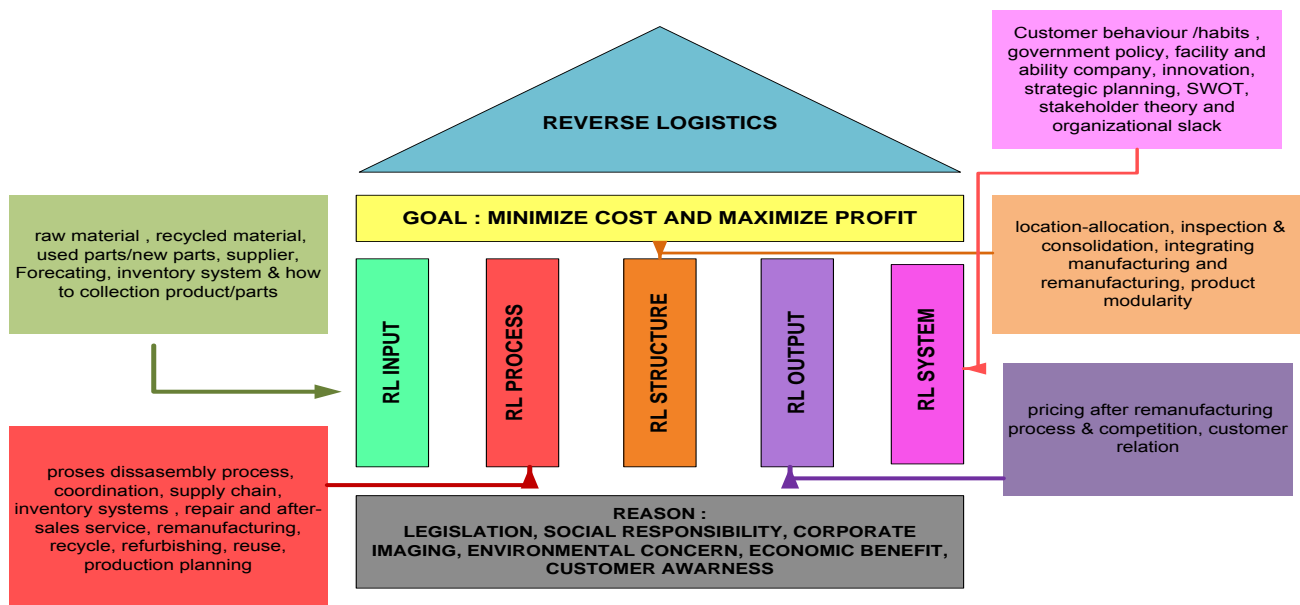 REVERSE LOGISTICS
Customer behaviour /habits ,
government policy, facility and
ability company, innovation,
strategic planning, SWOT,
stakeholder theory and
organizational slack
GOAL : MINIMIZE COST AND MAXIMIZE PROFIT
raw material , recycled material,
used parts/new parts, supplier,
Forecating, inventory system & how
to collection product/parts
location-allocation, inspection &
consolidation, integrating
manufacturing and
remanufacturing, product
modularity
RL INPUT
RL PROCESS
RL STRUCTURE
RL OUTPUT
RL SYSTEM
pricing after remanufacturing
process & competition, customer
relation
proses dissasembly process,
coordination, supply chain,
inventory systems , repair and after-
sales service, remanufacturing,
recycle, refurbishing, reuse,
production planning
REASON :
LEGISLATION, SOCIAL RESPONSIBILITY, CORPORATE
IMAGING, ENVIRONMENTAL CONCERN, ECONOMIC BENEFIT,
CUSTOMER AWARNESS